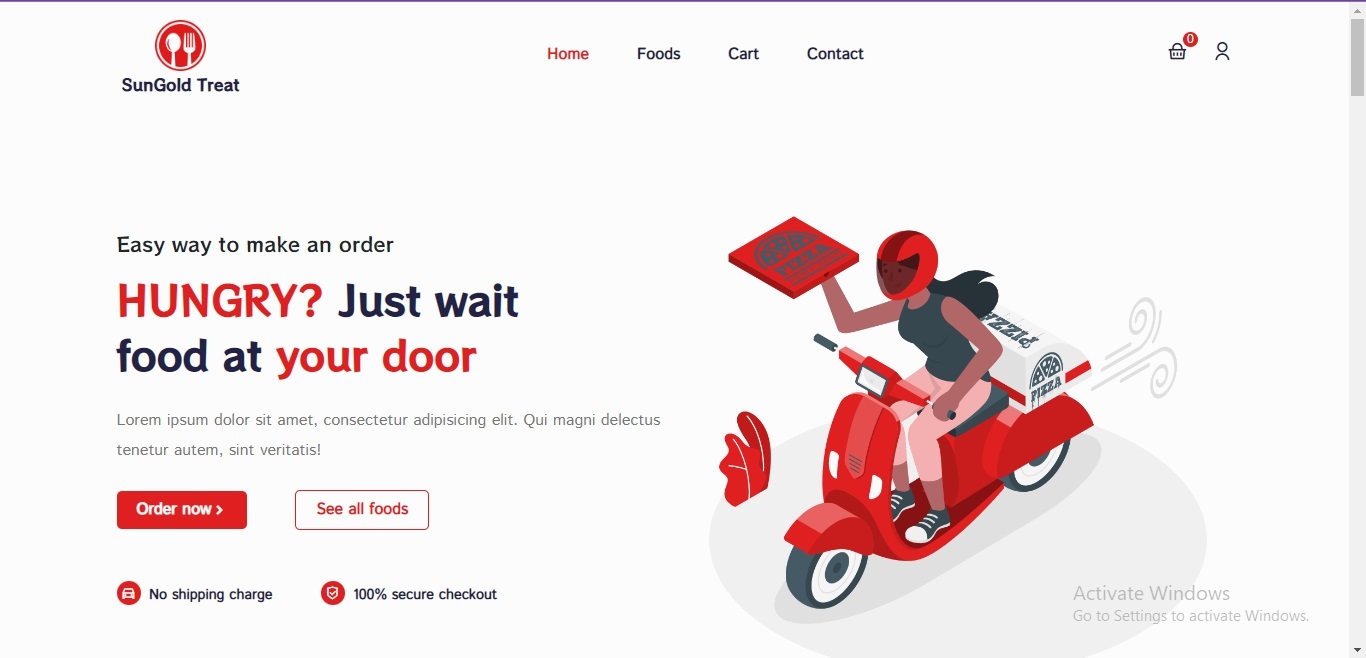 SunGold Treat
Home Foods Cart Contact
0
Easy way to make an order
HUNGRY? Just wait
food at your door
Lorem ipsum dolor sit amet, consectetur adipisicing elit. Qui magni delectus
tenetur autem, sint veritatis!
Order now >
See all foods
No shipping charge
100% secure checkout
PIZZA
PIZZA
PIZZA
Activate Windows
Go to Settings to activate Windows.